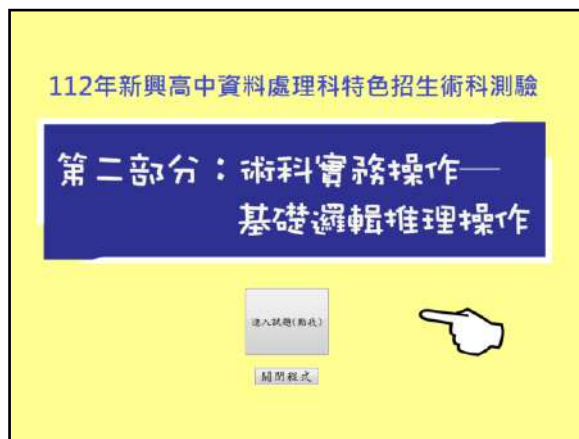 112年新興高中資料處理科特色招生術科測驗
第二部分：術科實務操作─
基礎邏輯推理操作
進入試題(點我)
關閉程式